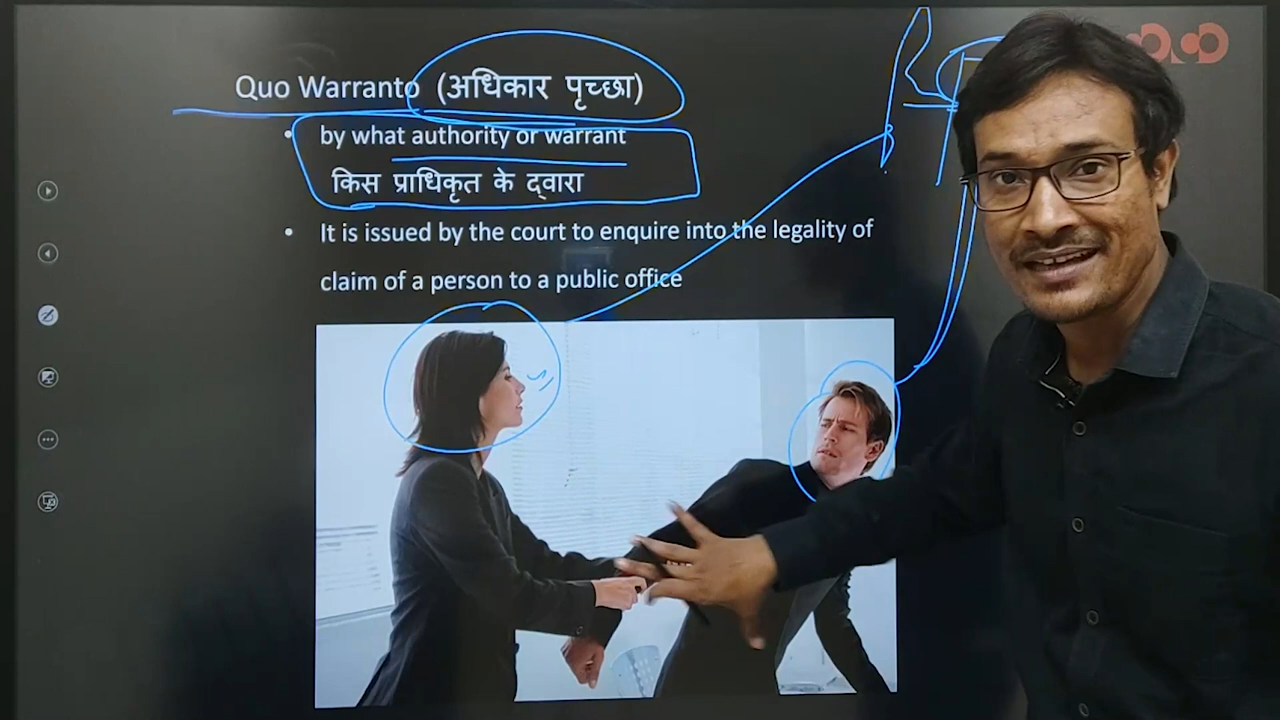 Quo Warranto (अधिकार पृच्छा)
• by what authority or warrant
किस प्राधिकृत के द्वारा
• It is issued by the court to enquire into the legality of
claim of a person to a public office